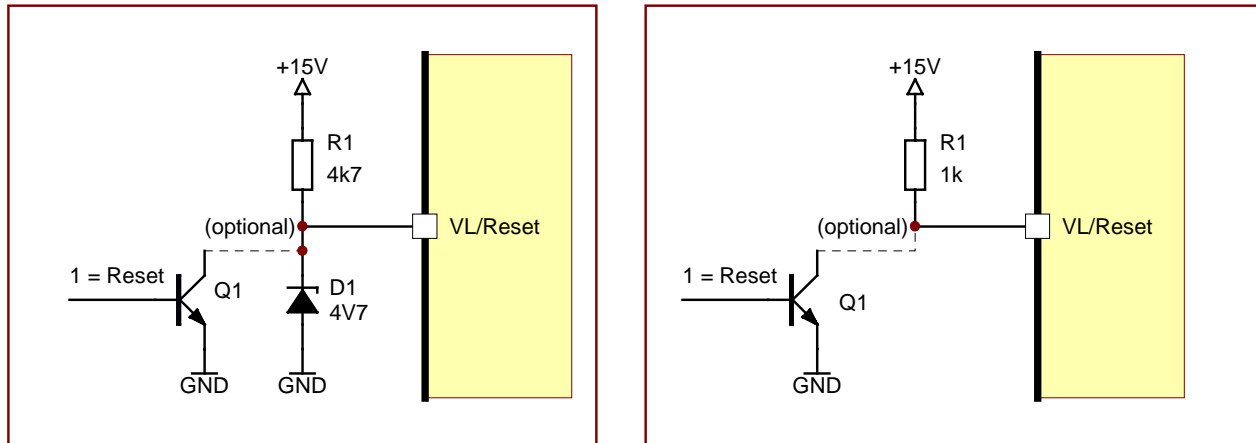 +15V
R1
4k7
(optional)
VL/Reset
1 = Reset
Q1
D1
4V7
GND
GND
+15V
R1
1k
(optional)
VL/Reset
1 = Reset
Q1
GND